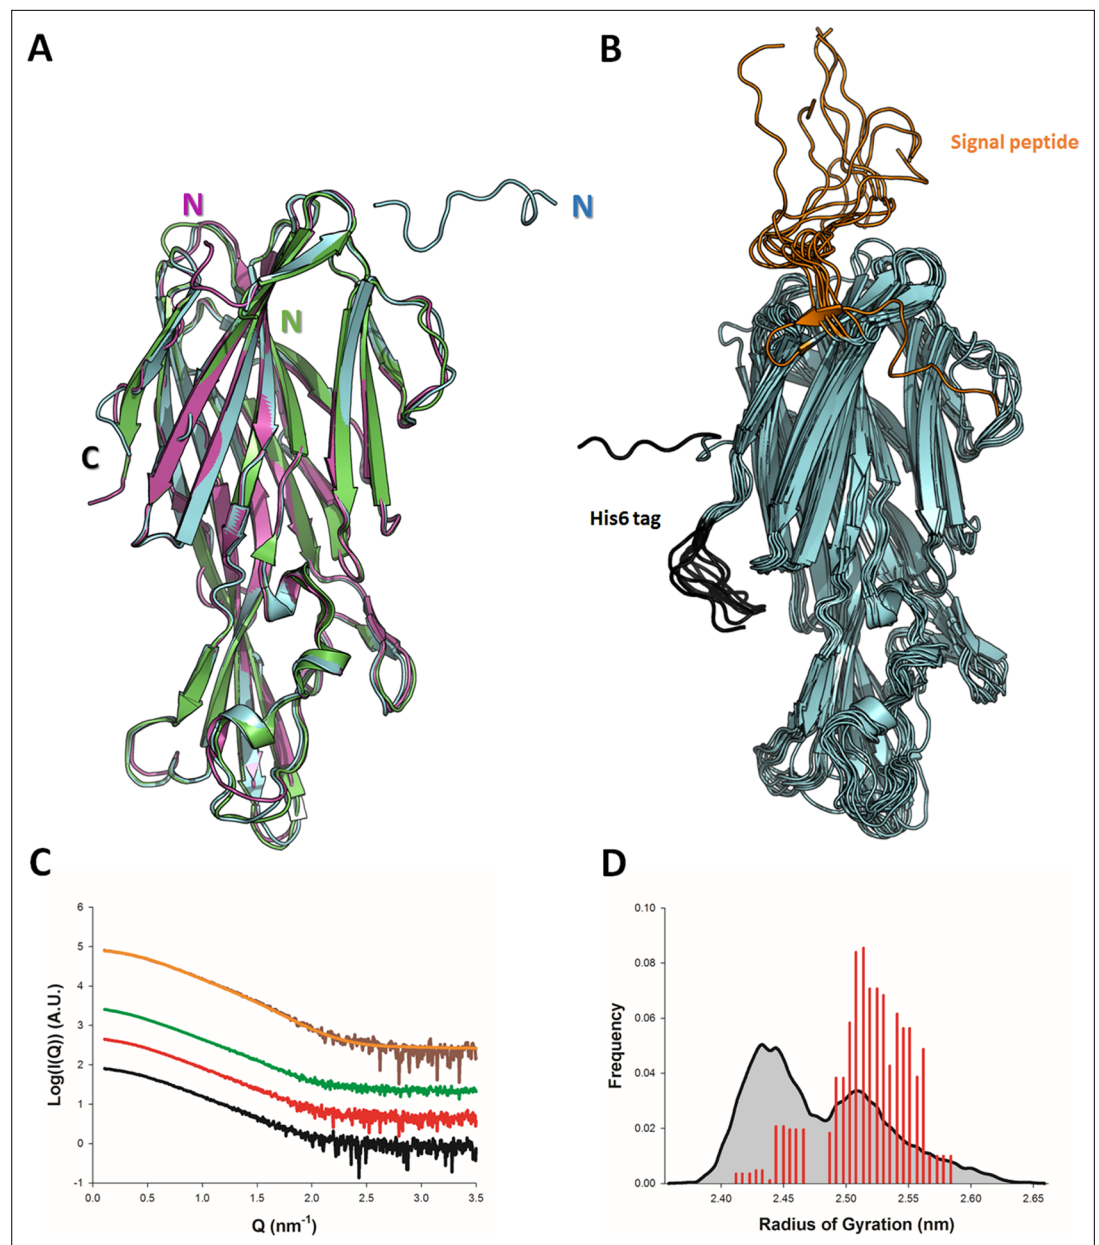 A
B
Signal peptide
N
N
N
C
His6 tag
C
D
6
5
4
3
2
1
0
-1
Log(I(Q)) (A.U.)
0.0 0.5 1.0 1.5 2.0 2.5 3.0 3.5
Q (nm-1)
0.10
0.08
0.06
0.04
0.02
0.00
Frequency
2.40 2.45 2.50 2.55 2.60 2.65
Radius of Gyration (nm)